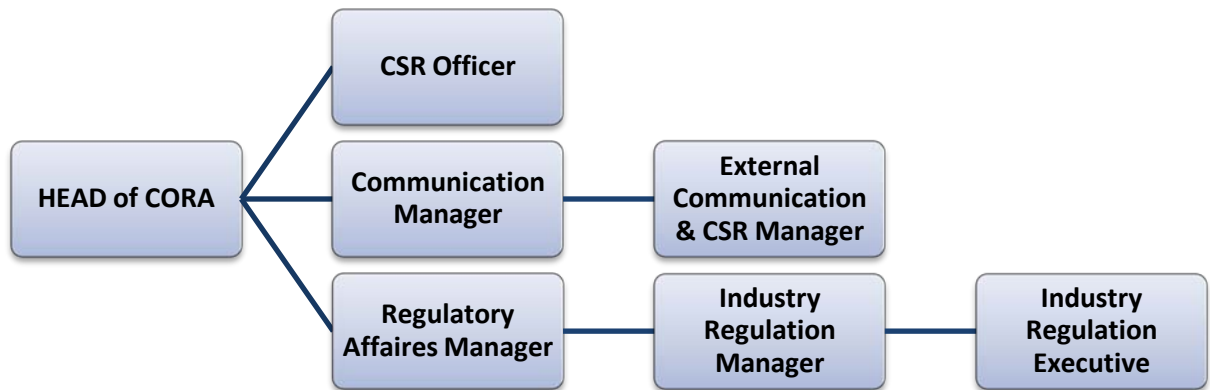 CSR Officer
HEAD of CORA
Communication
Manager
External
Communication
& CSR Manager
Regulatory
Affaires Manager
Industry
Regulation
Manager
Industry
Regulation
Executive